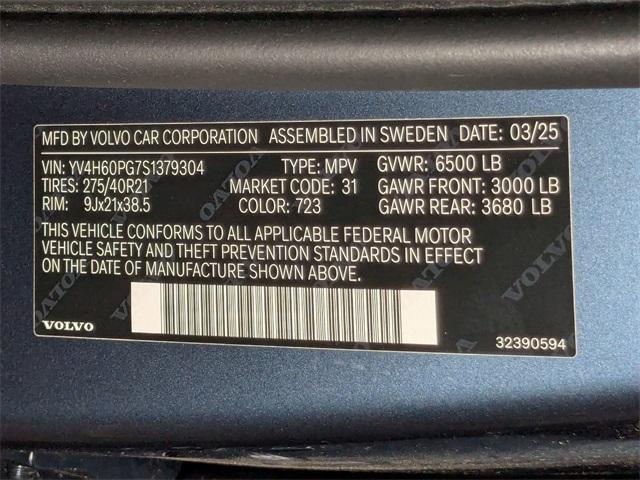 MFD BY VOLVO CAR CORPORATION ASSEMBLED IN SWEDEN DATE: 03/25
VIN: YV4H60PG7S1379304 TYPE: MPV GVWR: 6500 LB
TIRES: 275/40R21 MARKET CODE: 31 GAWR FRONT: 3000 LB
RIM: 9Jx21x38.5 COLOR: 723 GAWR REAR: 3680 LB
THIS VEHICLE CONFORMS TO ALL APPLICABLE FEDERAL MOTOR
VEHICLE SAFETY AND THEFT PREVENTION STANDARDS IN EFFECT
ON THE DATE OF MANUFACTURE SHOWN ABOVE.
VOLVO 32390594